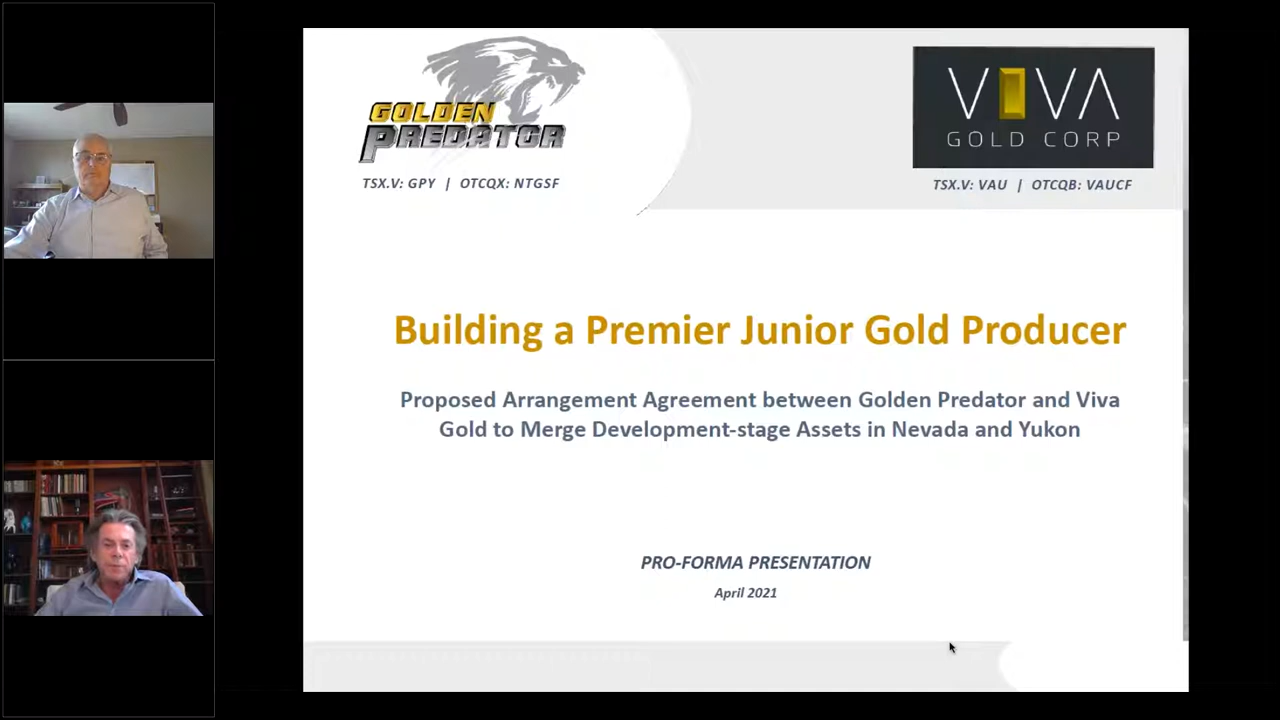 GOLDEN
PREDATOR
TSX.V: GPY | OTCQX: NTGSF
VIVA
GOLD CORP
TSX.V: VAU | OTCQB: VAUCF
Building a Premier Junior Gold Producer
Proposed Arrangement Agreement between Golden Predator and Viva
Gold to Merge Development-stage Assets in Nevada and Yukon
PRO-FORMA PRESENTATION
April 2021